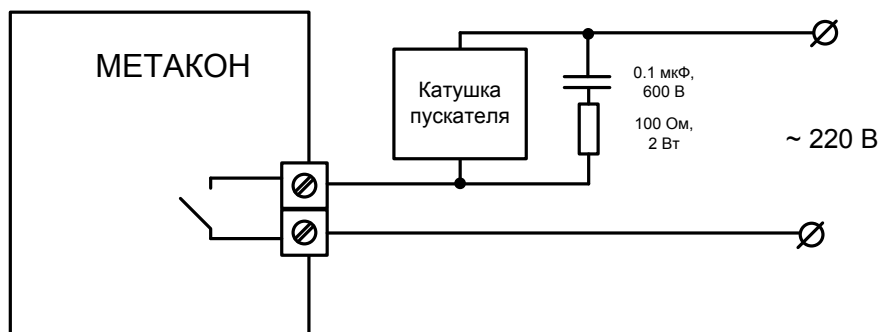 МЕТАКОН
Катушка
пускателя
0.1 мкФ,
600 В
100 Ом,
2 Вт
~ 220 В